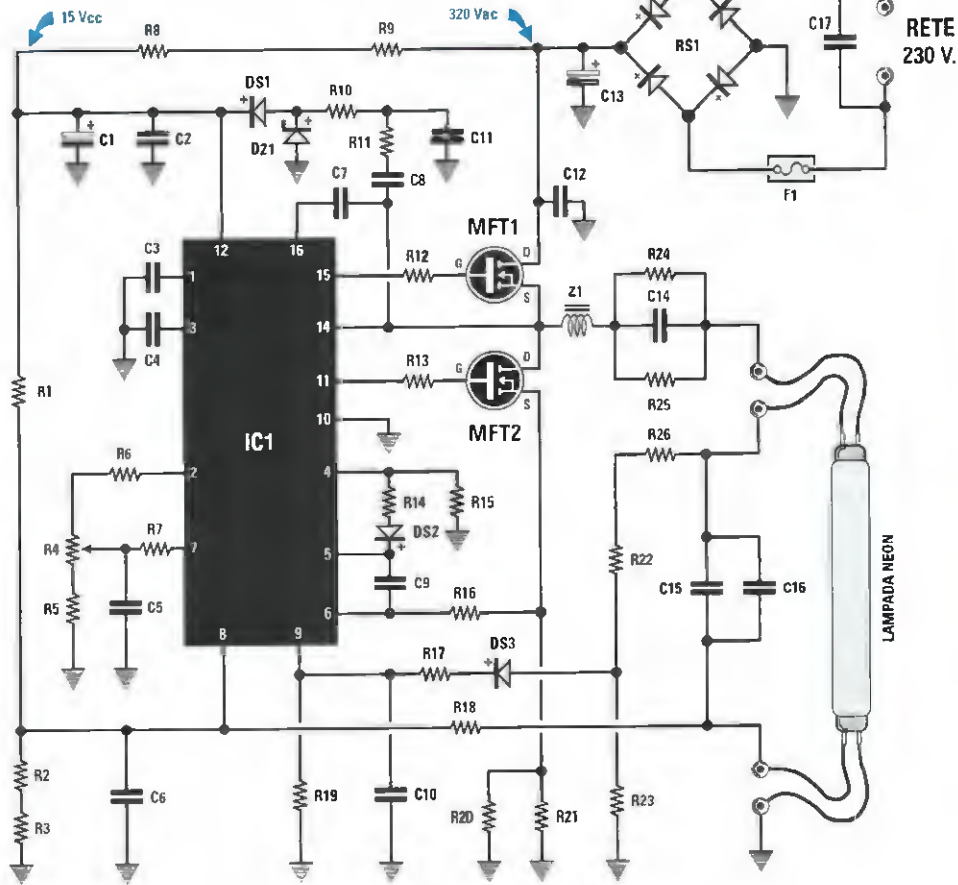 15 Vcc
320 Vac
R8
R9
RS1
C17
RETE
230 V.
C13
F1
DS1
R10
C1
C2
D21
R11
C11
C7
C8
C12
MFT1
12
16
C3
1
15
R12
G
D
S
R24
Z1
C14
3
14
C4
R13
G
D
S
R25
11
R1
MFT2
10
R26
IC1
R6
2
4
R14
R15
DS2
R4
R7
7
5
R22
C9
C15
C16
R5
C5
6
R16
LAMPADA NEON
8
9
R17
DS3
R18
R2
C6
R19
C10
R20
R21
R23
R3